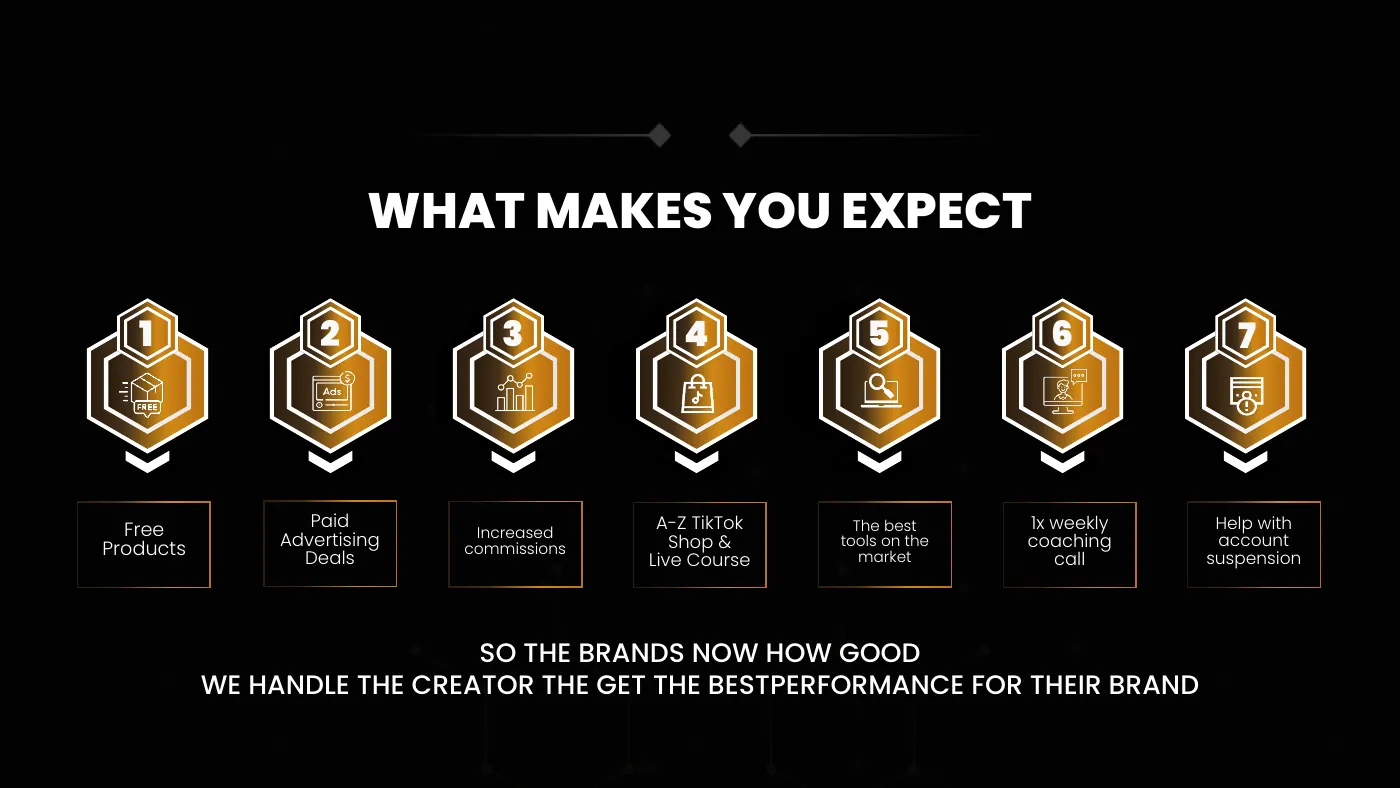 WHAT MAKES YOU EXPECT
1
2
3
4
5
6
7
FREE
Ads
$
Free
Products
Paid
Advertising
Deals
Increased
commissions
A-Z TikTok
Shop &
Live Course
The best
tools on the
market
1x weekly
coaching
call
Help with
account
suspension
SO THE BRANDS NOW HOW GOOD
WE HANDLE THE CREATOR THE GET THE BESTPERFORMANCE FOR THEIR BRAND